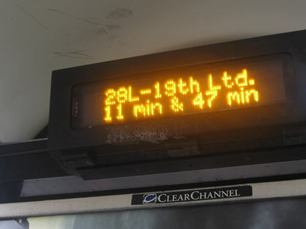 28L-19th Ltd.
11 min & 47 min
CLEARCHANNEL